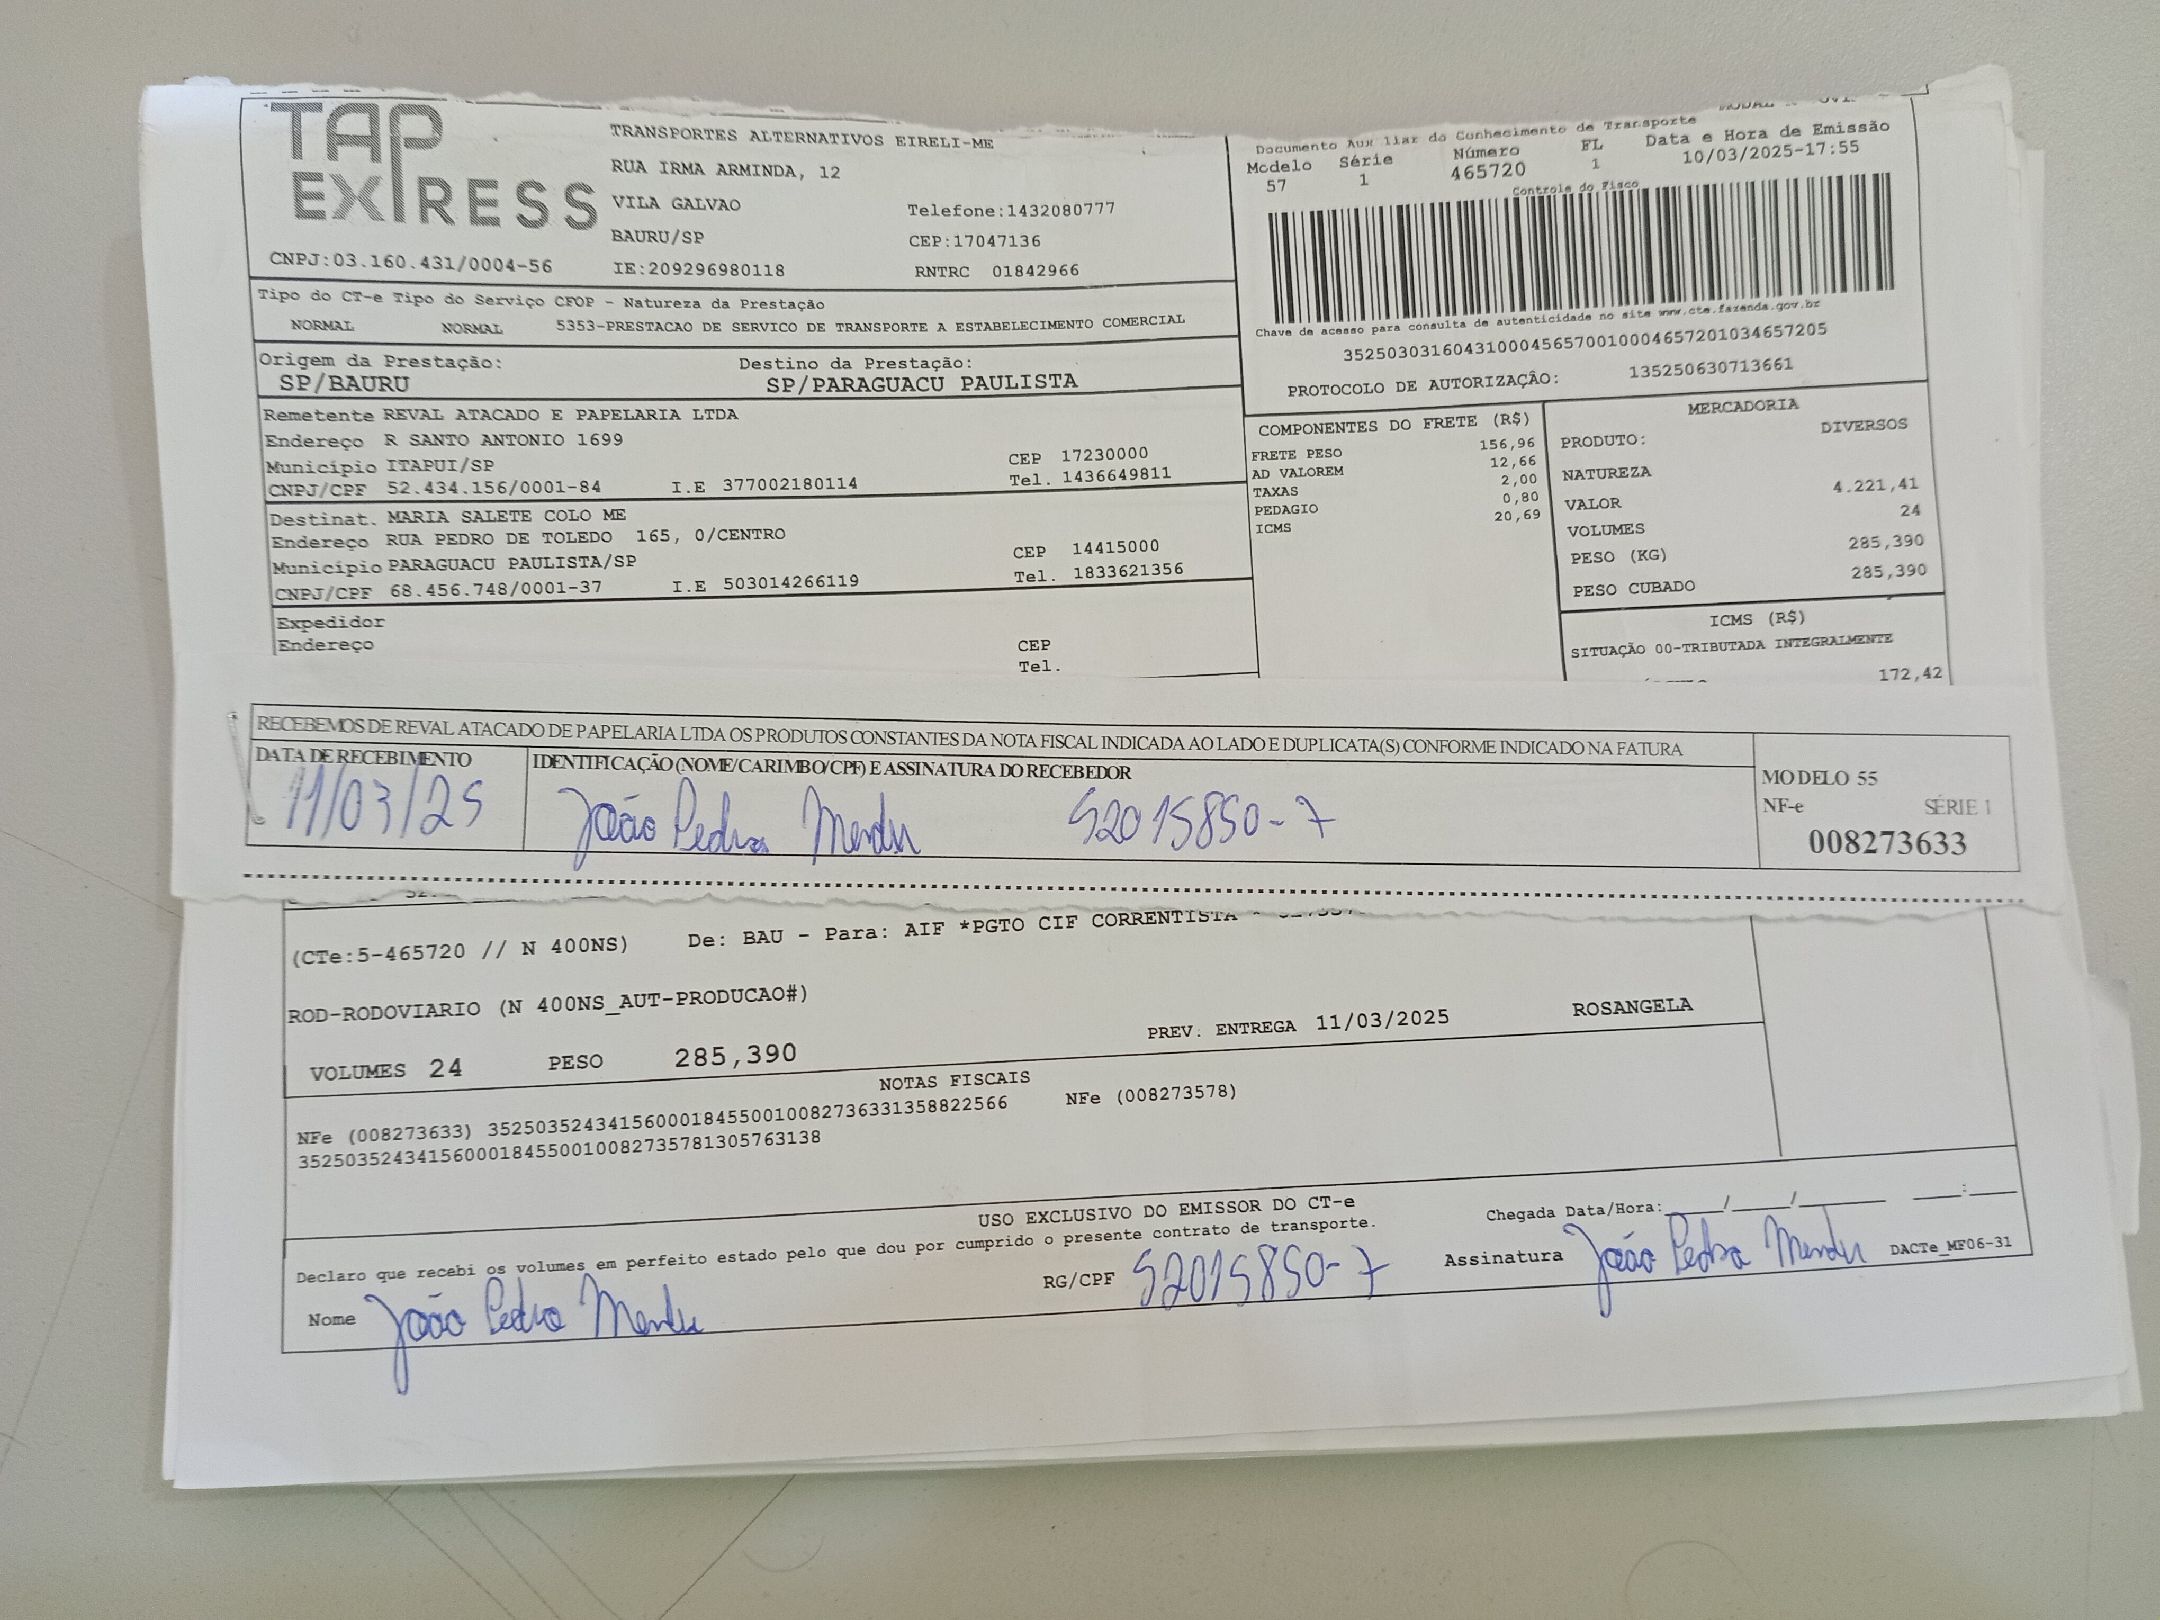 TAP
EXPRESS
TRANSPORTES ALTERNATIVOS EIRELI-ME
RUA IRMA ARMINDA, 12
VILA GALVAO
Telefone:1432080777
BAURU/SP
CEP:17047136
CNPJ:03.160.431/0004-56
IE:209296980118
RNTRC 01842966
Documento Aux liar do Conhecimento de Transporte
Modelo Série Número FL Data e Hora de Emissão
57 1 465720 1 10/03/2025-17:55
Controle do Fisco
Chave de acesso para consulta de autenticidade no site www.cte.fazenda.gov.br
35250303160431000456570010004657201034657205
PROTOCOLO DE AUTORIZAÇÃO: 135250630713661
Tipo do CT-e Tipo do Serviço CFOP - Natureza da Prestação
NORMAL NORMAL 5353-PRESTACAO DE SERVICO DE TRANSPORTE A ESTABELECIMENTO COMERCIAL
Origem da Prestação: Destino da Prestação:
SP/BAURU SP/PARAGUACU PAULISTA
Remetente REVAL ATACADO E PAPELARIA LTDA
Endereço R SANTO ANTONIO 1699
Município ITAPUI/SP CEP 17230000
CNPJ/CPF 52.434.156/0001-84 I.E 377002180114 Tel. 1436649811
Destinat. MARIA SALETE COLO ME
Endereço RUA PEDRO DE TOLEDO 165, 0/CENTRO
Município PARAGUACU PAULISTA/SP CEP 14415000
CNPJ/CPF 68.456.748/0001-37 I.E 503014266119 Tel. 1833621356
Expedidor
Endereço CEP
Tel.
COMPONENTES DO FRETE (R$)
FRETE PESO 156,96
AD VALOREM 12,66
TAXAS 2,00
PEDAGIO 0,80
ICMS 20,69
MERCADORIA
PRODUTO: DIVERSOS
NATUREZA
VALOR 4.221,41
VOLUMES 24
PESO (KG) 285,390
PESO CUBADO 285,390
ICMS (R$)
SITUAÇÃO 00-TRIBUTADA INTEGRALMENTE
172,42
RECEBEMOS DE REVAL ATACADO DE PAPELARIA LTDA OS PRODUTOS CONSTANTES DA NOTA FISCAL INDICADA AO LADO E DUPLICATA(S) CONFORME INDICADO NA FATURA
DATA DE RECEBIMENTO IDENTIFICAÇÃO (NOME/CARIMBO/CPF) E ASSINATURA DO RECEBEDOR
11/03/25 João Pedro 52015850-7
MODELO 55
NF-e SÉRIE 1
008273633
(CTe:5-465720 // N 400NS) De: BAU - Para: AIF *PGTO CIF CORRENTISTA
ROD-RODOVIARIO (N 400NS_AUT-PRODUCAO#)
PREV. ENTREGA 11/03/2025 ROSANGELA
VOLUMES 24 PESO 285,390
NOTAS FISCAIS
NFe (008273633) 35250352434156000184550010082736331358822566 NFe (008273578)
35250352434156000184550010082735781305763138
USO EXCLUSIVO DO EMISSOR DO CT-e
Declaro que recebi os volumes em perfeito estado pelo que dou por cumprido o presente contrato de transporte.
Chegada Data/Hora:____/____/______ ___:___
Nome João Pedro RG/CPF 52015850-7 Assinatura João Pedro DACTe_MF06-31